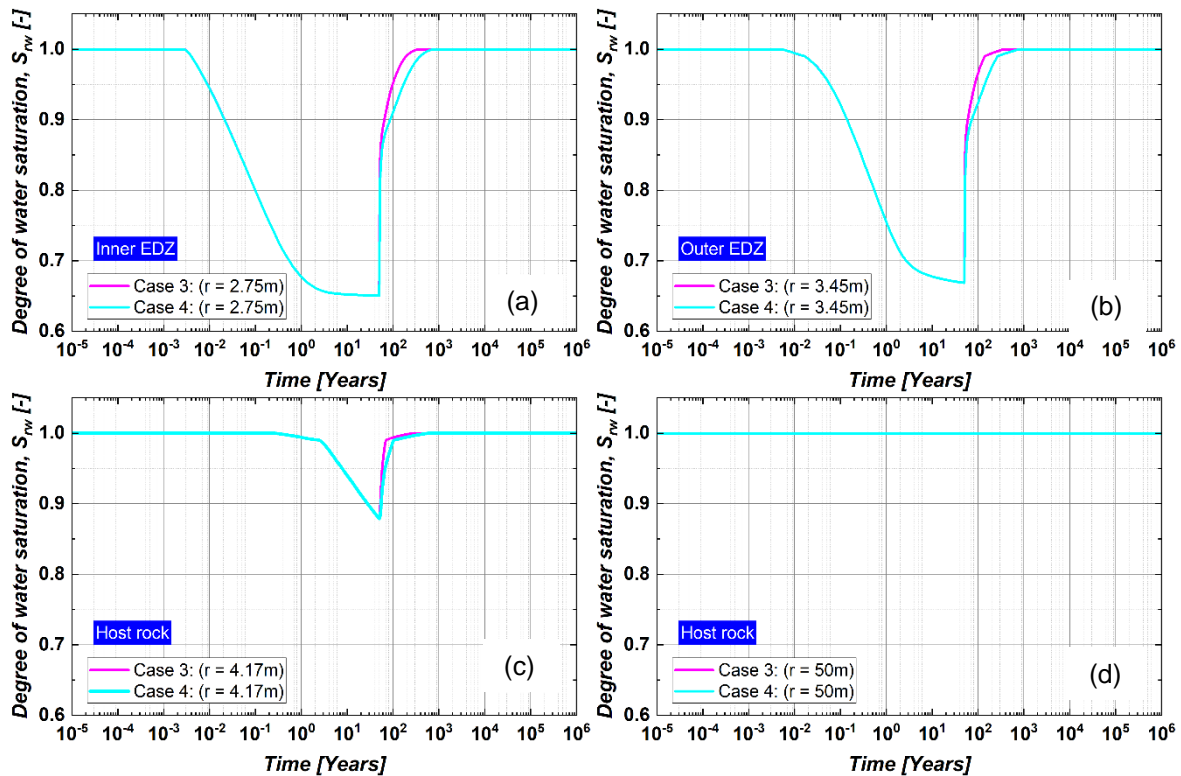 Degree of water saturation, Sᵣw [-]
1.0
0.9
0.8
0.7
0.6
Inner EDZ
Case 3: (r = 2.75m)
Case 4: (r = 2.75m)
(a)
10⁻⁵ 10⁻⁴ 10⁻³ 10⁻² 10⁻¹ 10⁰ 10¹ 10² 10³ 10⁴ 10⁵ 10⁶
Time [Years]
Degree of water saturation, Sᵣw [-]
1.0
0.9
0.8
0.7
0.6
Outer EDZ
Case 3: (r = 3.45m)
Case 4: (r = 3.45m)
(b)
10⁻⁵ 10⁻⁴ 10⁻³ 10⁻² 10⁻¹ 10⁰ 10¹ 10² 10³ 10⁴ 10⁵ 10⁶
Time [Years]
Degree of water saturation, Sᵣw [-]
1.0
0.9
0.8
0.7
0.6
Host rock
Case 3: (r = 4.17m)
Case 4: (r = 4.17m)
(c)
10⁻⁵ 10⁻⁴ 10⁻³ 10⁻² 10⁻¹ 10⁰ 10¹ 10² 10³ 10⁴ 10⁵ 10⁶
Time [Years]
Degree of water saturation, Sᵣw [-]
1.0
0.9
0.8
0.7
0.6
Host rock
Case 3: (r = 50m)
Case 4: (r = 50m)
(d)
10⁻⁵ 10⁻⁴ 10⁻³ 10⁻² 10⁻¹ 10⁰ 10¹ 10² 10³ 10⁴ 10⁵ 10⁶
Time [Years]